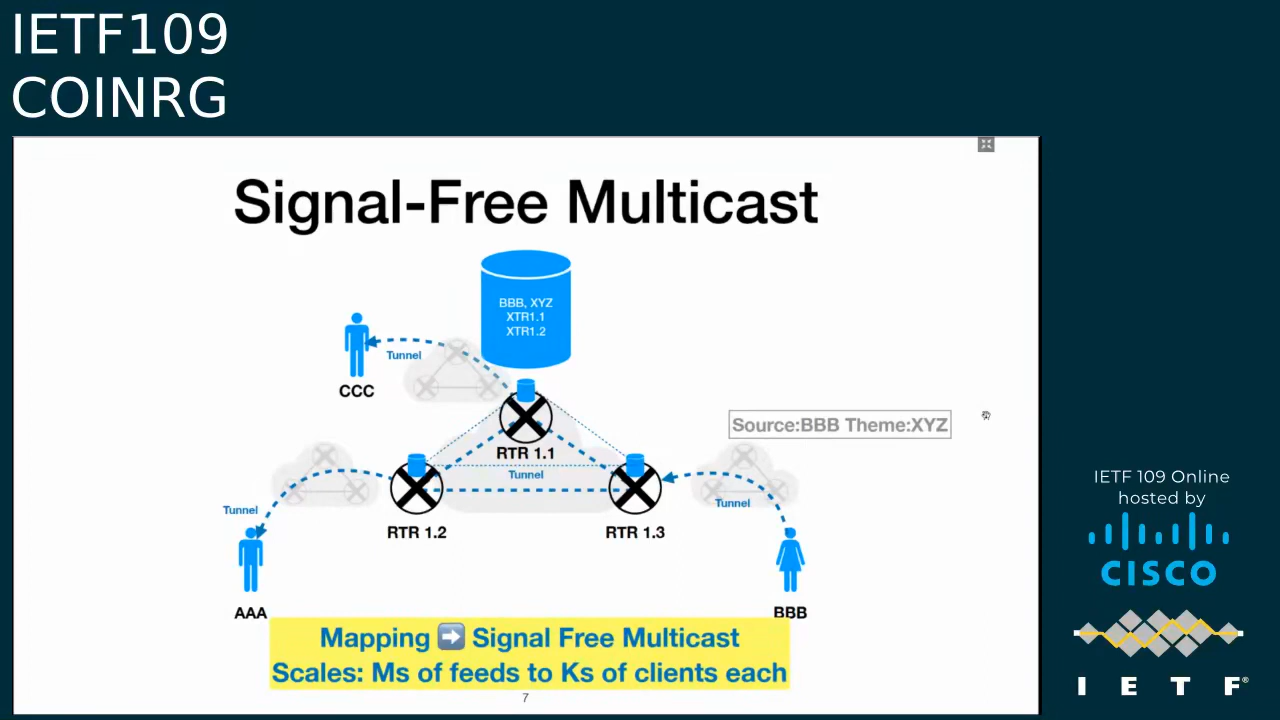 IETF109
COINRG
Signal-Free Multicast
BBB, XYZ
XTR1.1
XTR1.2
Tunnel
CCC
Source:BBB Theme:XYZ
RTR 1.1
Tunnel
Tunnel
Tunnel
RTR 1.2
RTR 1.3
AAA
BBB
Mapping ➡ Signal Free Multicast
Scales: Ms of feeds to Ks of clients each
7
IETF 109 Online
hosted by
CISCO
I E T F®